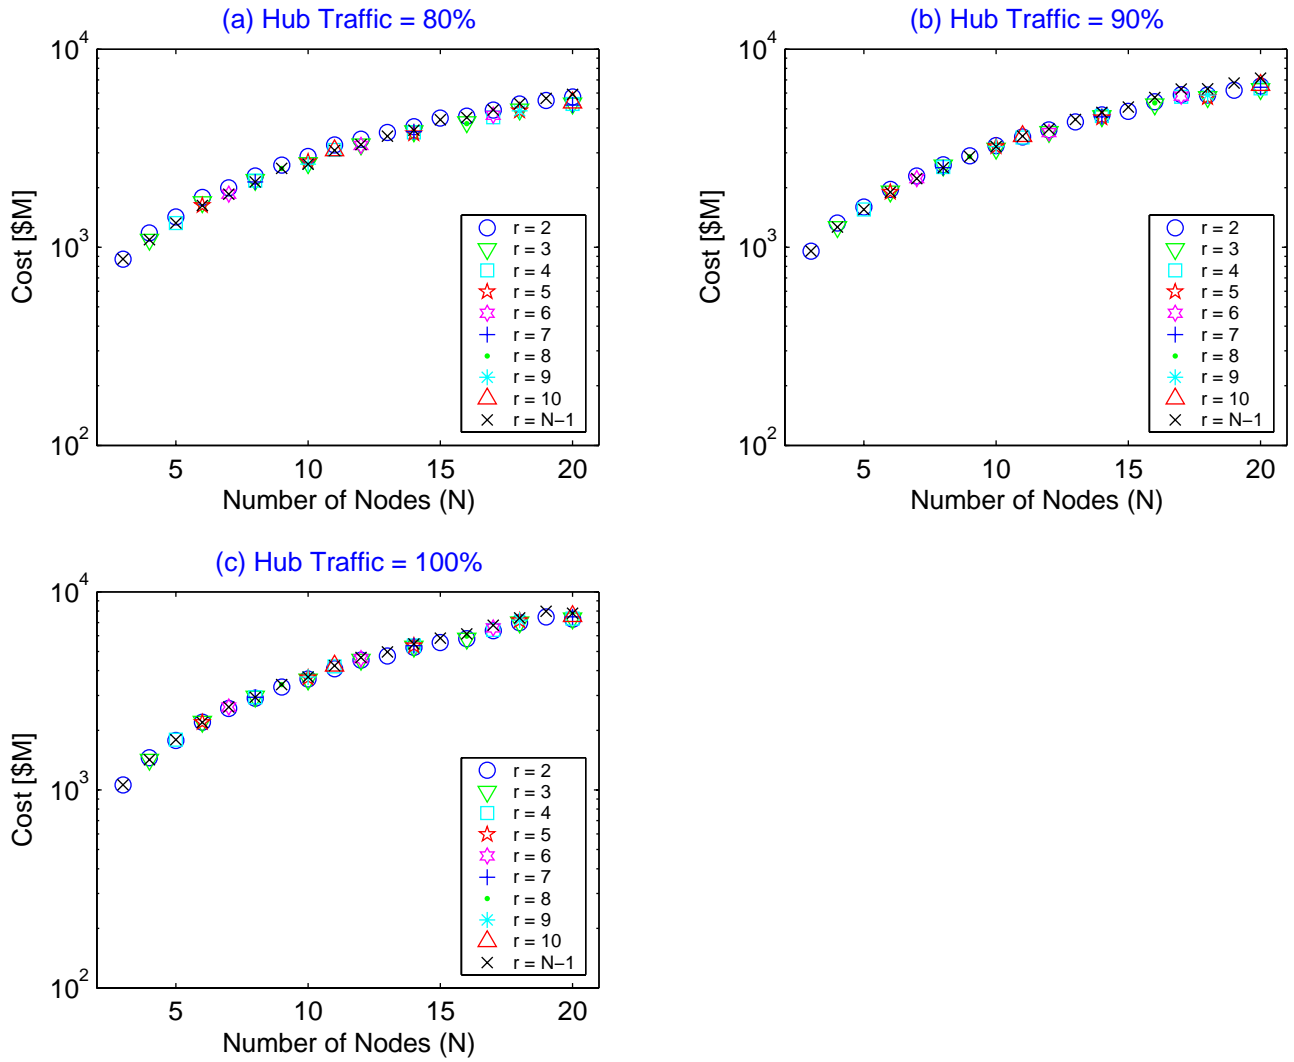 (a) Hub Traffic = 80%
10^4
10^3
10^2
Cost [$M]
5 10 15 20
Number of Nodes (N)
r = 2
r = 3
r = 4
r = 5
r = 6
r = 7
r = 8
r = 9
r = 10
r = N−1
(b) Hub Traffic = 90%
10^4
10^3
10^2
Cost [$M]
5 10 15 20
Number of Nodes (N)
r = 2
r = 3
r = 4
r = 5
r = 6
r = 7
r = 8
r = 9
r = 10
r = N−1
(c) Hub Traffic = 100%
10^4
10^3
10^2
Cost [$M]
5 10 15 20
Number of Nodes (N)
r = 2
r = 3
r = 4
r = 5
r = 6
r = 7
r = 8
r = 9
r = 10
r = N−1